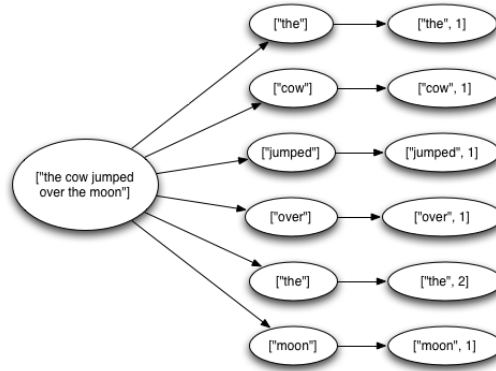 ["the"]
["the", 1]
["cow"]
["cow", 1]
["jumped"]
["jumped", 1]
["the cow jumped
over the moon"]
["over"]
["over", 1]
["the"]
["the", 2]
["moon"]
["moon", 1]